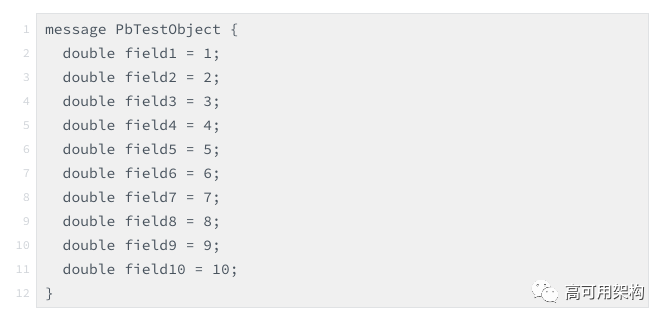 1 message PbTestObject {
2 double field1 = 1;
3 double field2 = 2;
4 double field3 = 3;
5 double field4 = 4;
6 double field5 = 5;
7 double field6 = 6;
8 double field7 = 7;
9 double field8 = 8;
10 double field9 = 9;
11 double field10 = 10;
12 }
高可用架构